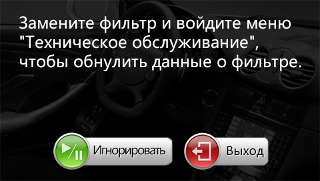 Замените фильтр и войдите меню
"Техническое обслуживание",
чтобы обнулить данные о фильтре.
Игнорировать
Выход